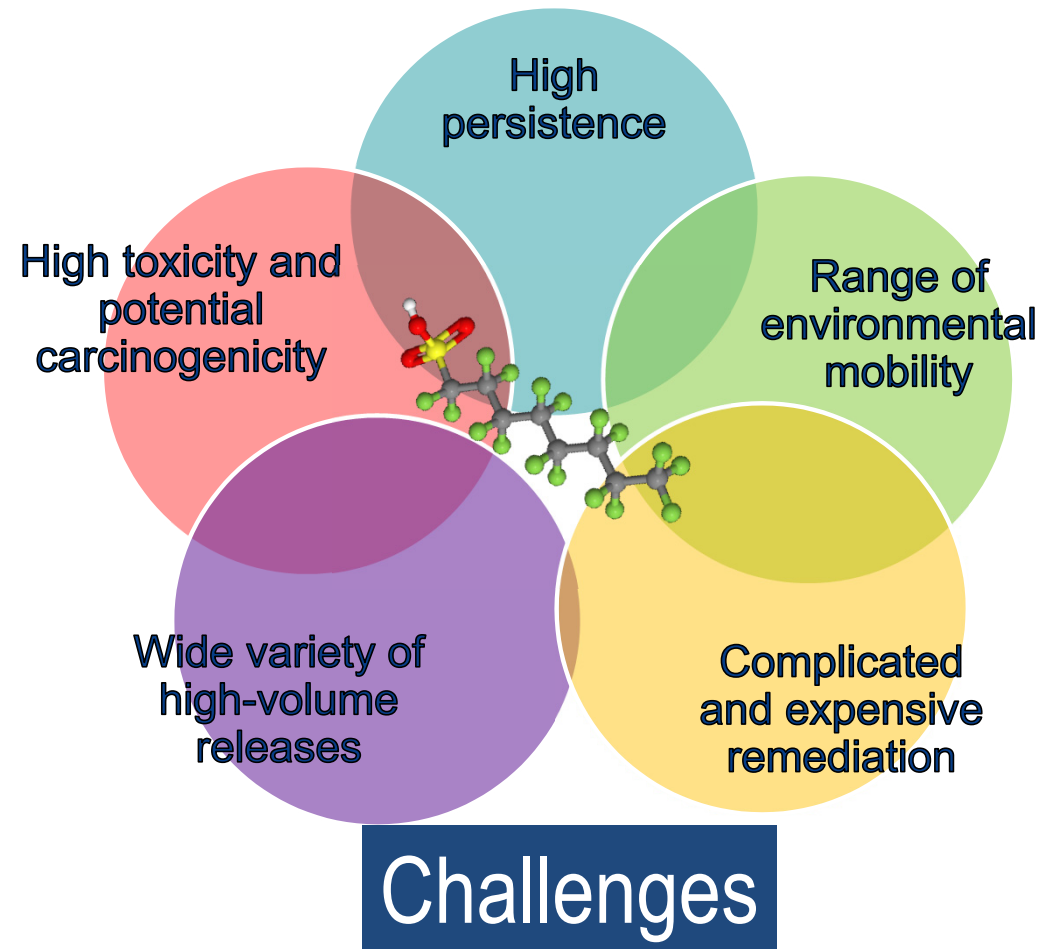 High
persistence
High toxicity and
potential
carcinogenicity
Range of
environmental
mobility
Wide variety of
high-volume
releases
Complicated
and expensive
remediation
Challenges